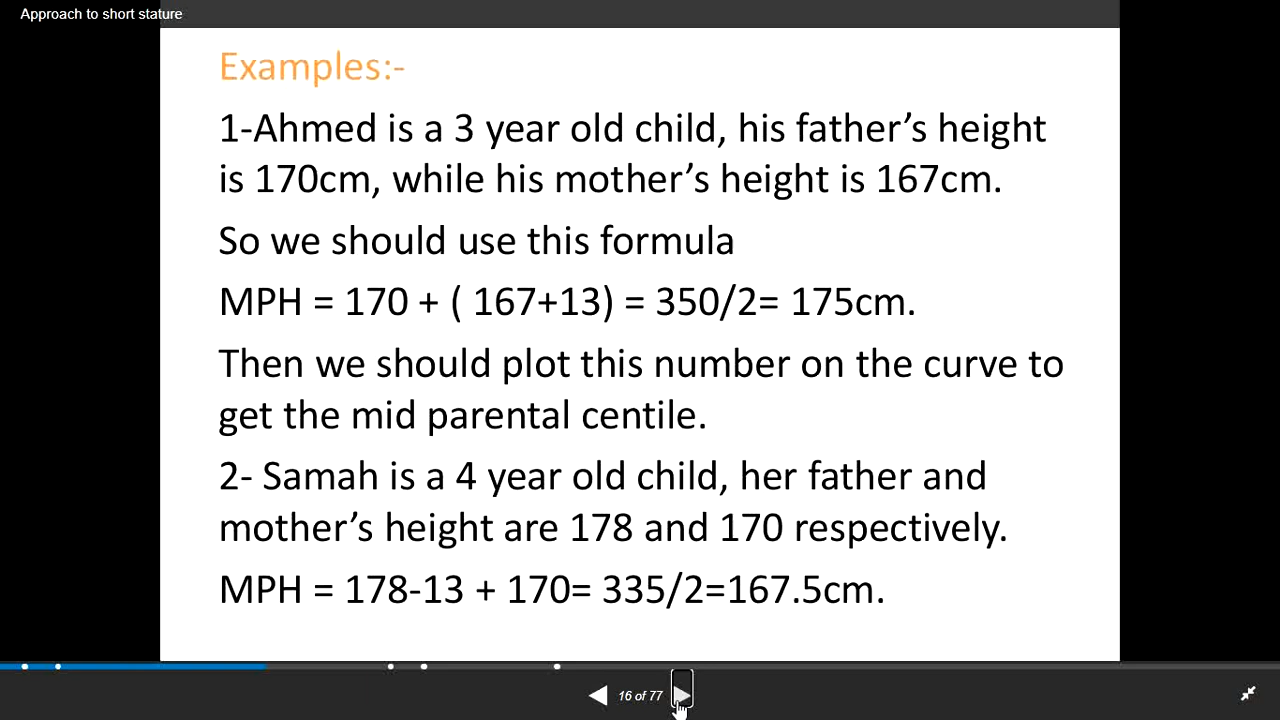 Approach to short stature
Examples:-
1-Ahmed is a 3 year old child, his father’s height
is 170cm, while his mother’s height is 167cm.
So we should use this formula
MPH = 170 + ( 167+13) = 350/2= 175cm.
Then we should plot this number on the curve to
get the mid parental centile.
2- Samah is a 4 year old child, her father and
mother’s height are 178 and 170 respectively.
MPH = 178-13 + 170= 335/2=167.5cm.
16 of 77